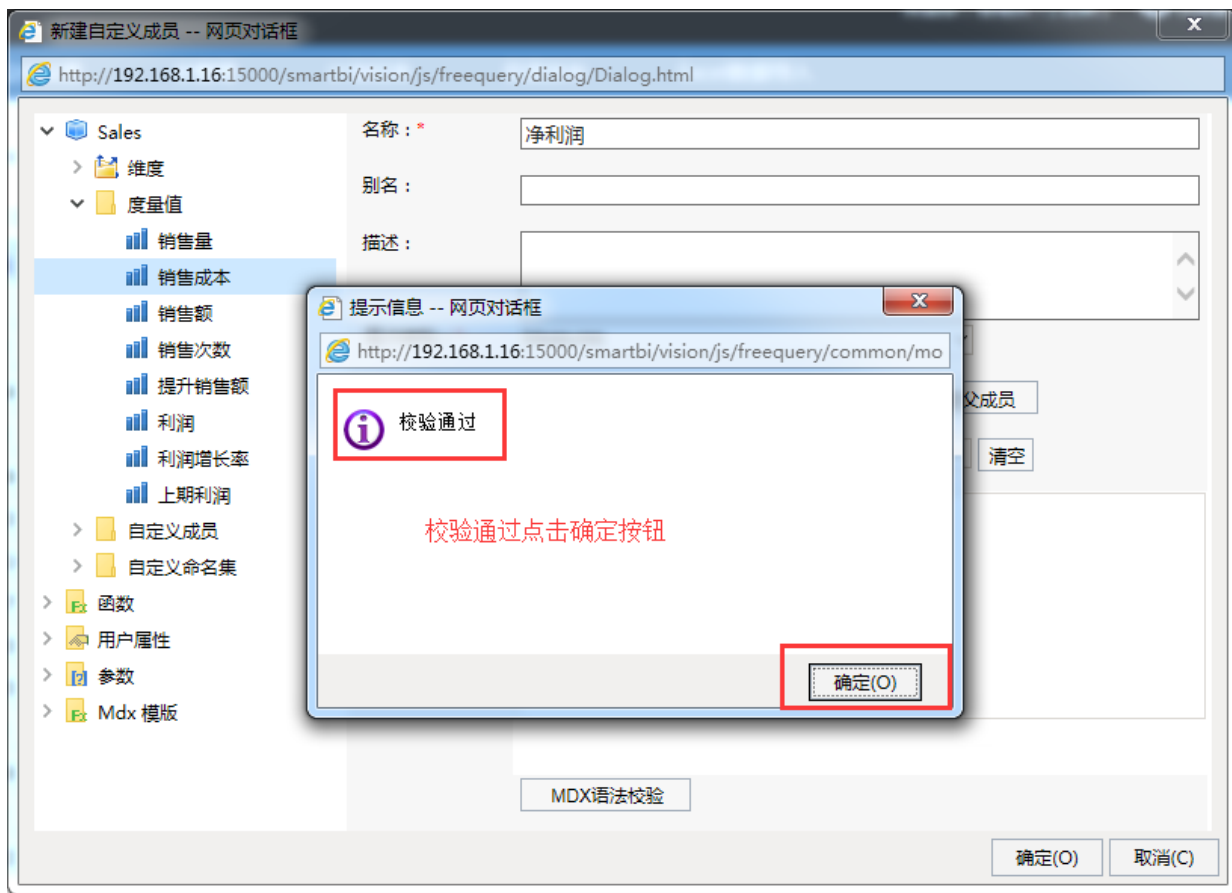 新建自定义成员 -- 网页对话框
x
http://192.168.1.16:15000/smartbi/vision/js/freequery/dialog/Dialog.html
Sales
维度
度量值
销售量
销售成本
销售额
销售次数
提升销售额
利润
利润增长率
上期利润
自定义成员
自定义命名集
函数
用户属性
参数
Mdx 模版
名称：*
净利润
别名：
描述：
父成员
清空
提示信息 -- 网页对话框
x
http://192.168.1.16:15000/smartbi/vision/js/freequery/common/mo
校验通过
校验通过点击确定按钮
确定(O)
MDX语法校验
确定(O)
取消(C)